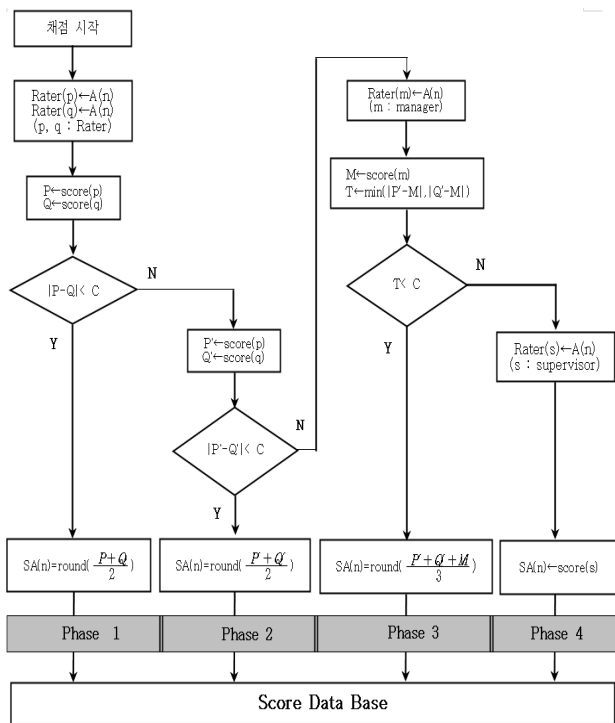 채점 시작
Rater(p)←A(n)
Rater(q)←A(n)
(p, q : Rater)
P←score(p)
Q←score(q)
|P-Q|< C
N
Y
P'←score(p)
Q'←score(q)
|P'-Q'|< C
N
Y
Rater(m)←A(n)
(m : manager)
M←score(m)
T←min(|P'-M|,|Q'-M|)
T< C
N
Y
Rater(s)←A(n)
(s : supervisor)
SA(n)=round( P+Q / 2 )
SA(n)=round( P'+Q' / 2 )
SA(n)=round( P'+Q'+M / 3 )
SA(n)←score(s)
Phase 1
Phase 2
Phase 3
Phase 4
Score Data Base